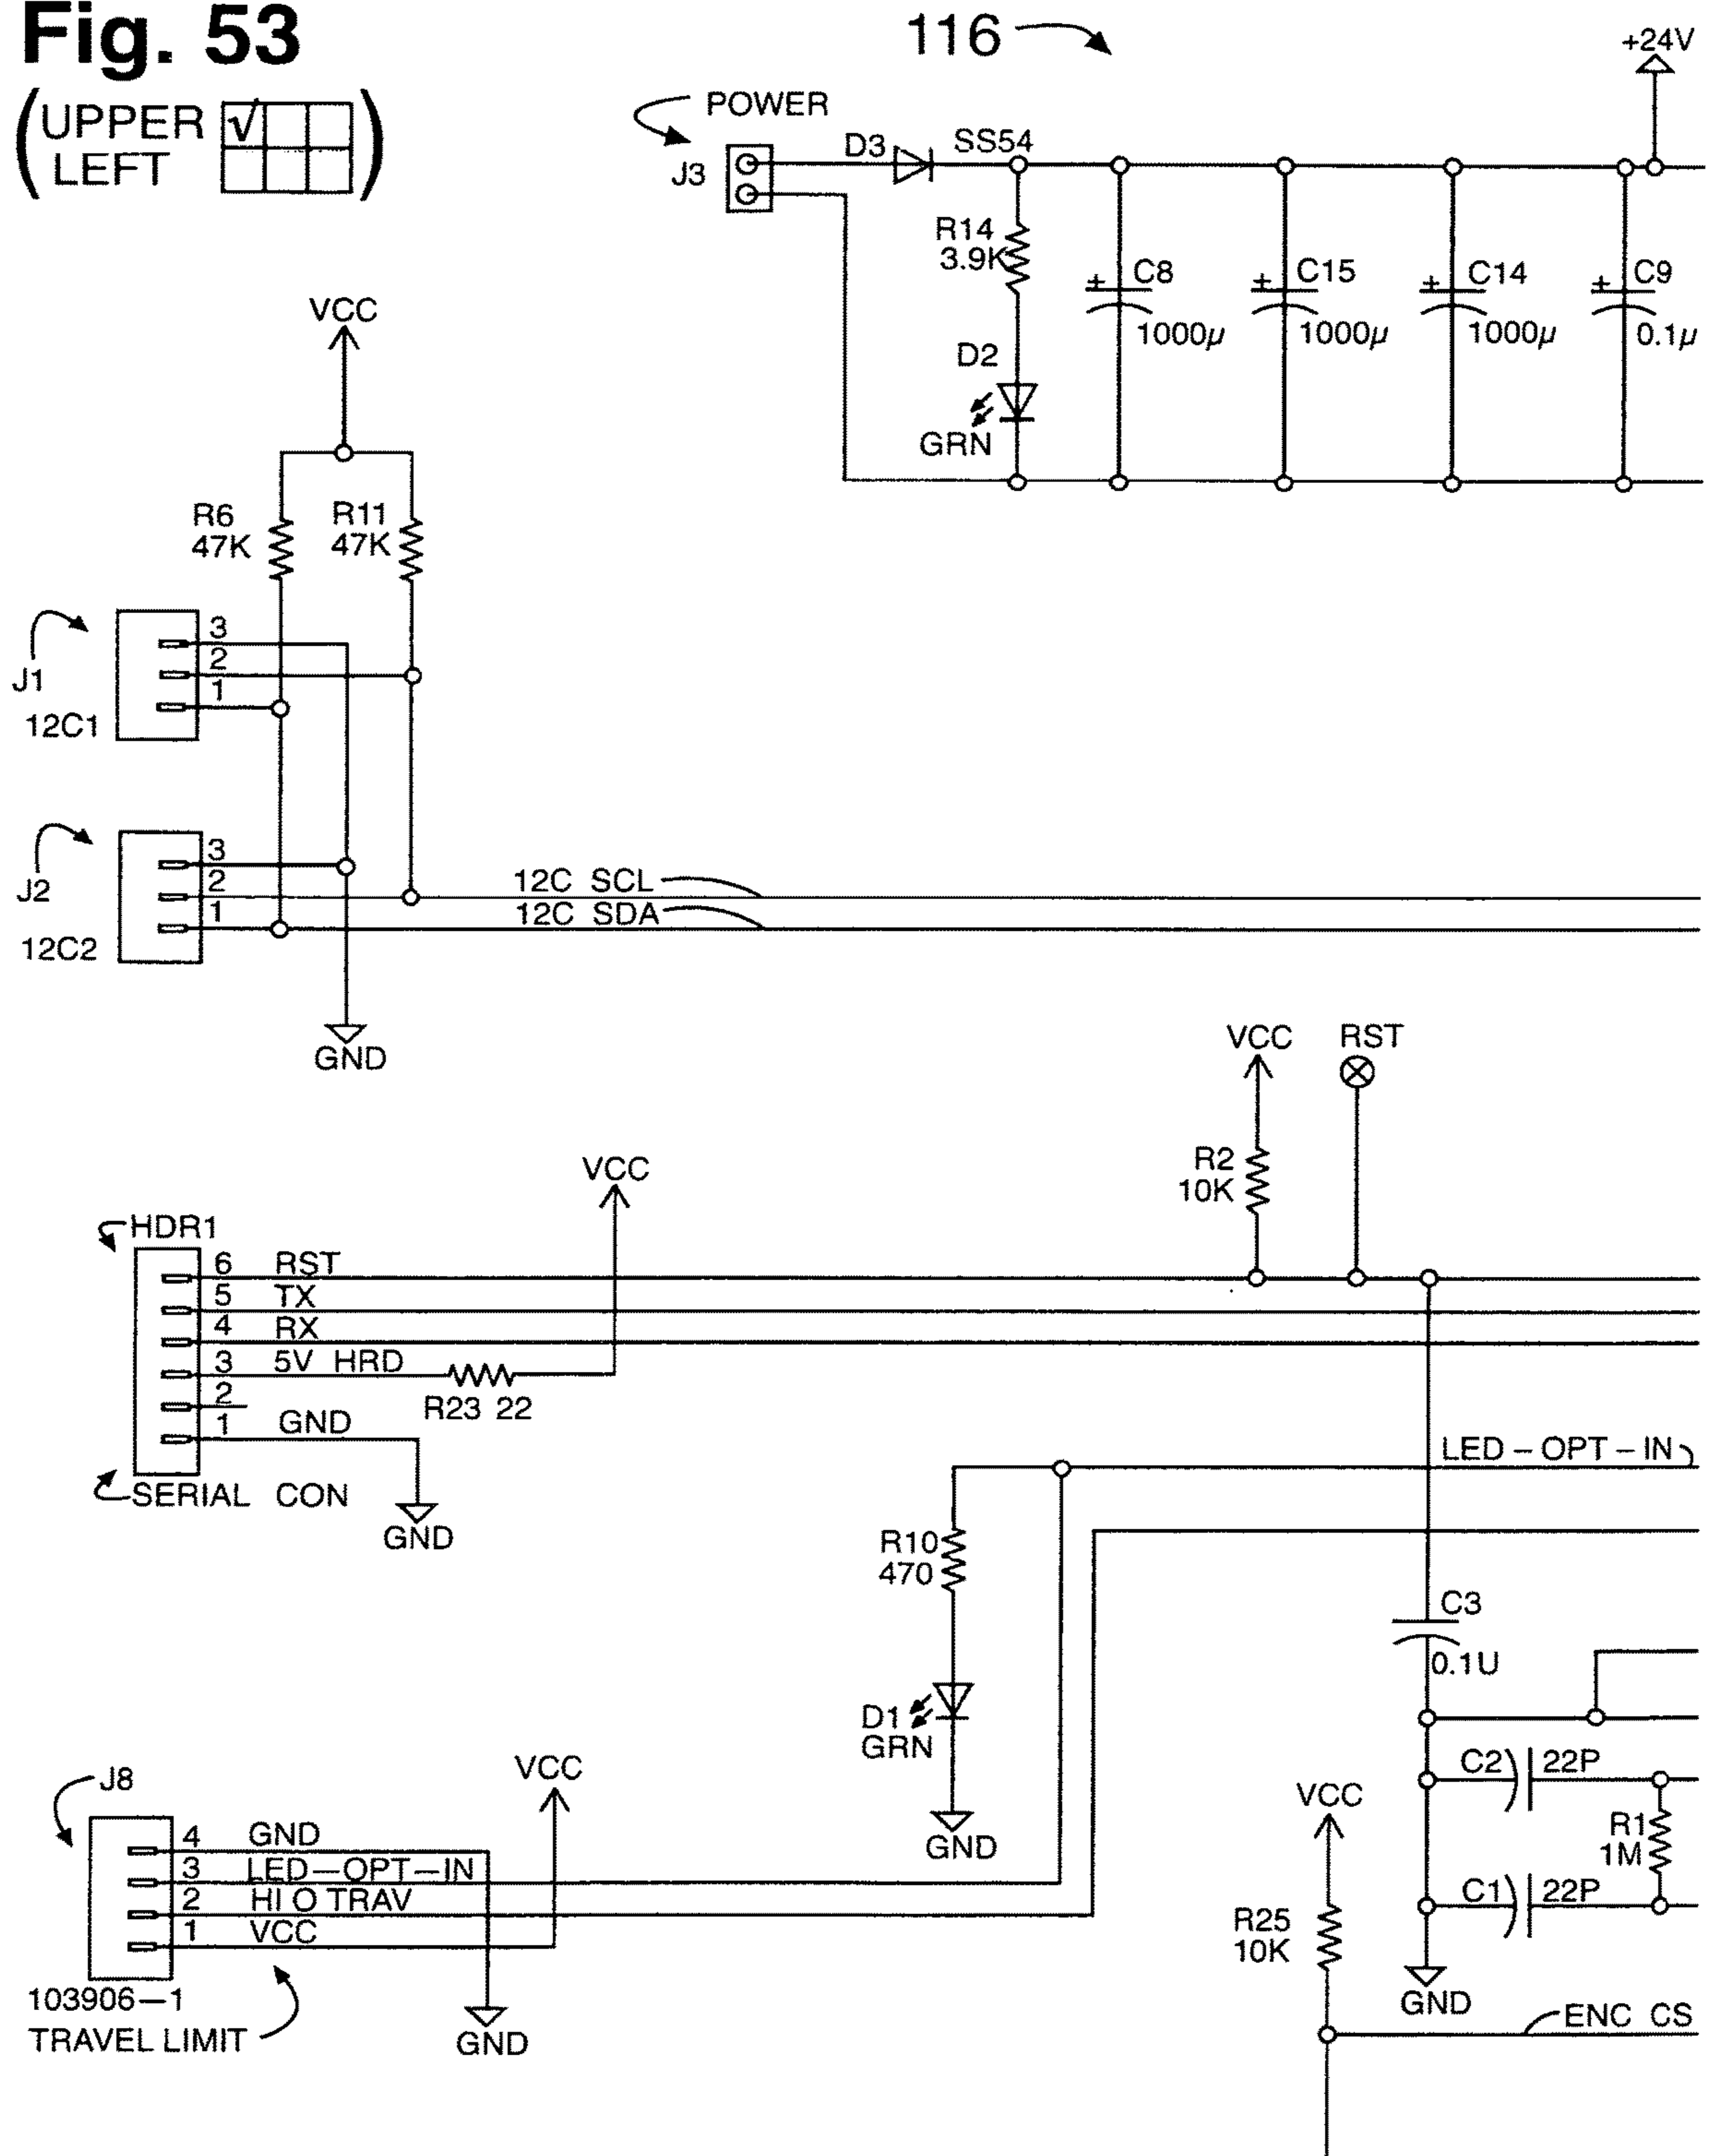 Fig. 53
(UPPER
LEFT
√
)
116
+24V
POWER
J3
D3
SS54
R14
3.9K
D2
GRN
+ C8
1000µ
+ C15
1000µ
+ C14
1000µ
+ C9
0.1µ
VCC
R6
47K
R11
47K
J1
3
2
1
12C1
J2
3
2
1
12C2
12C SCL
12C SDA
GND
VCC
RST
R2
10K
VCC
HDR1
6 RST
5 TX
4 RX
3 5V HRD
2
1 GND
R23 22
SERIAL CON
GND
LED-OPT-IN
R10
470
D1
GRN
GND
C3
0.1U
C2 22P
R1
1M
C1 22P
GND
VCC
R25
10K
ENC CS
J8
VCC
4 GND
3 LED-OPT-IN
2 HI O TRAV
1 VCC
103906-1
TRAVEL LIMIT
GND